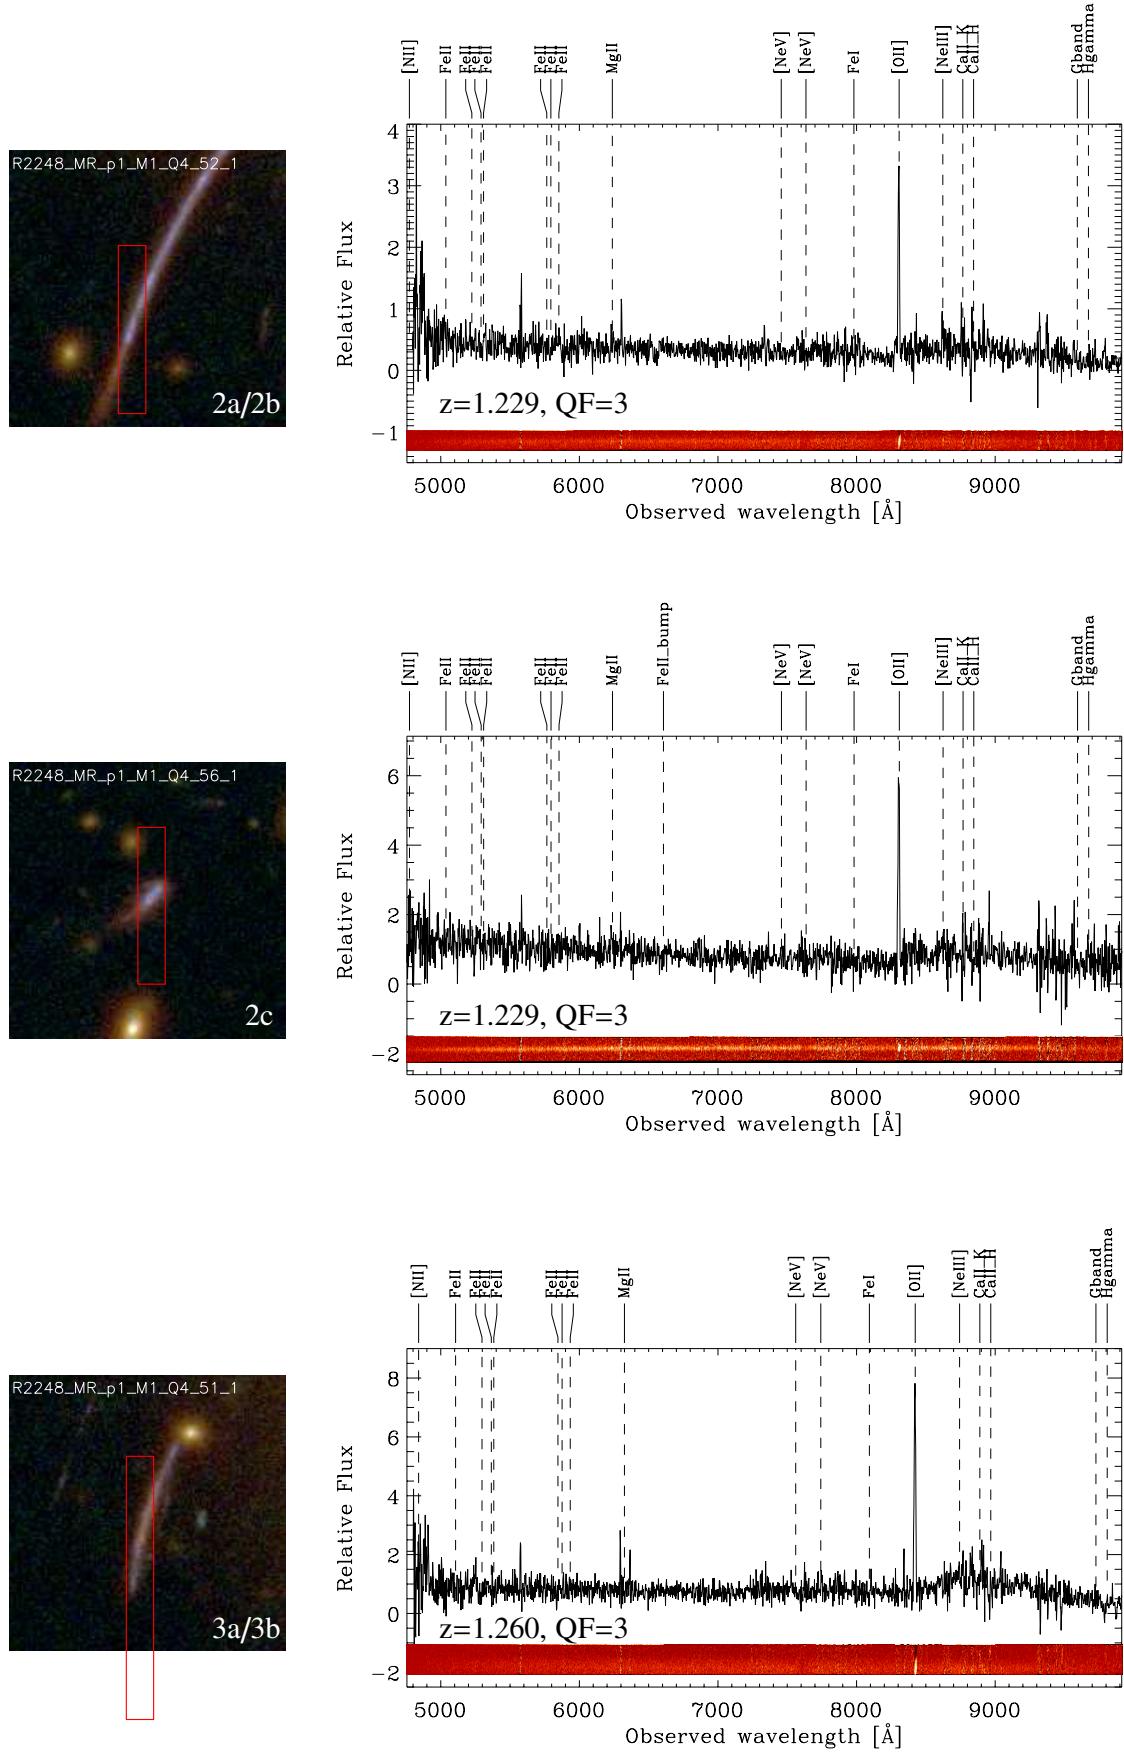 [NII] FeII FeII FeII FeII FeII FeII FeII MgII [NeV] [NeV] FeI [OII] [NeIII] CaII_K CaII_H Gband Hgamma
R2248_MR_p1_M1_Q4_52_1
2a/2b
Relative Flux
4
3
2
1
0
−1
z=1.229, QF=3
5000 6000 7000 8000 9000
Observed wavelength [Å]
[NII] FeII FeII FeII FeII FeII FeII FeII MgII FeII_bump [NeV] [NeV] FeI [OII] [NeIII] CaII_K CaII_H Gband Hgamma
R2248_MR_p1_M1_Q4_56_1
2c
Relative Flux
6
4
2
0
−2
z=1.229, QF=3
5000 6000 7000 8000 9000
Observed wavelength [Å]
[NII] FeII FeII FeII FeII FeII FeII FeII MgII [NeV] [NeV] FeI [OII] [NeIII] CaII_K CaII_H Gband Hgamma
R2248_MR_p1_M1_Q4_51_1
3a/3b
Relative Flux
8
6
4
2
0
−2
z=1.260, QF=3
5000 6000 7000 8000 9000
Observed wavelength [Å]